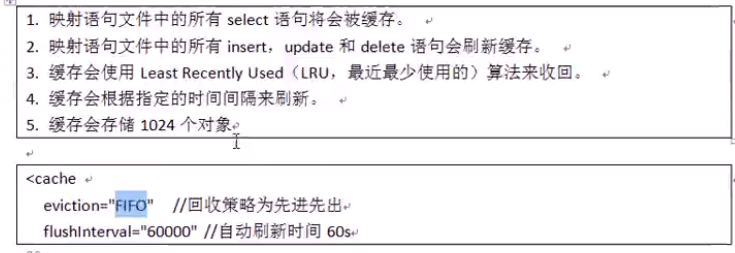 1. 映射语句文件中的所有 select 语句将会被缓存。
2. 映射语句文件中的所有 insert，update 和 delete 语句会刷新缓存。
3. 缓存会使用 Least Recently Used（LRU，最近最少使用的）算法来收回。
4. 缓存会根据指定的时间间隔来刷新。
5. 缓存会存储 1024 个对象
<cache
eviction="FIFO" //回收策略为先进先出
flushInterval="60000" //自动刷新时间 60s